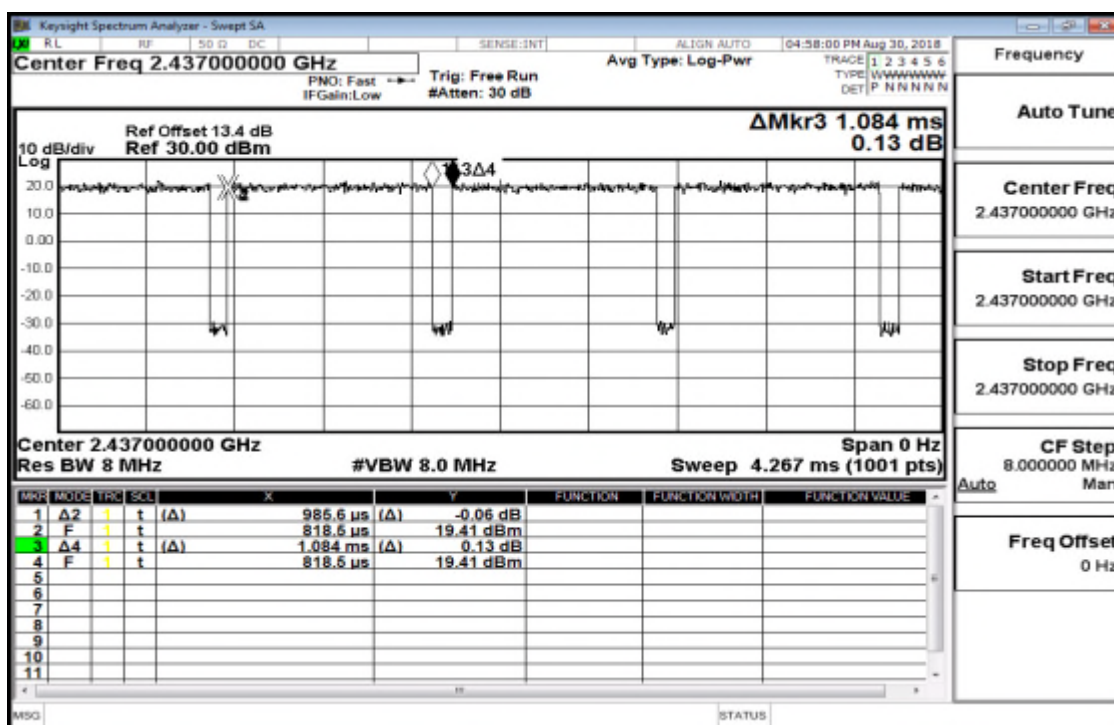 Keysight Spectrum Analyzer - Swept SA
RL RF 50 Ω DC SENSE:INT ALIGN AUTO 04:58:00 PM Aug 30, 2018
Center Freq 2.437000000 GHz
PNO: Fast
IFGain:Low
Trig: Free Run
#Atten: 30 dB
Avg Type: Log-Pwr
TRACE 1 2 3 4 5 6
TYPE WWWWWW
DET P N N N N N
Frequency
Auto Tune
Center Freq
2.437000000 GHz
Start Freq
2.437000000 GHz
Stop Freq
2.437000000 GHz
CF Step
8.000000 MHz
Auto Man
Freq Offset
0 Hz
ΔMkr3 1.084 ms
0.13 dB
Ref Offset 13.4 dB
10 dB/div Ref 30.00 dBm
Log
3Δ4
20.0
10.0
0.00
-10.0
-20.0
-30.0
-40.0
-50.0
-60.0
Center 2.437000000 GHz Span 0 Hz
Res BW 8 MHz #VBW 8.0 MHz Sweep 4.267 ms (1001 pts)
MKR MODE TRC SCL X Y FUNCTION FUNCTION WIDTH FUNCTION VALUE
1 Δ2 1 t (Δ) 985.6 µs (Δ) -0.06 dB
2 F 1 t 818.5 µs 19.41 dBm
3 Δ4 1 t (Δ) 1.084 ms (Δ) 0.13 dB
4 F 1 t 818.5 µs 19.41 dBm
5
6
7
8
9
10
11
MSG STATUS